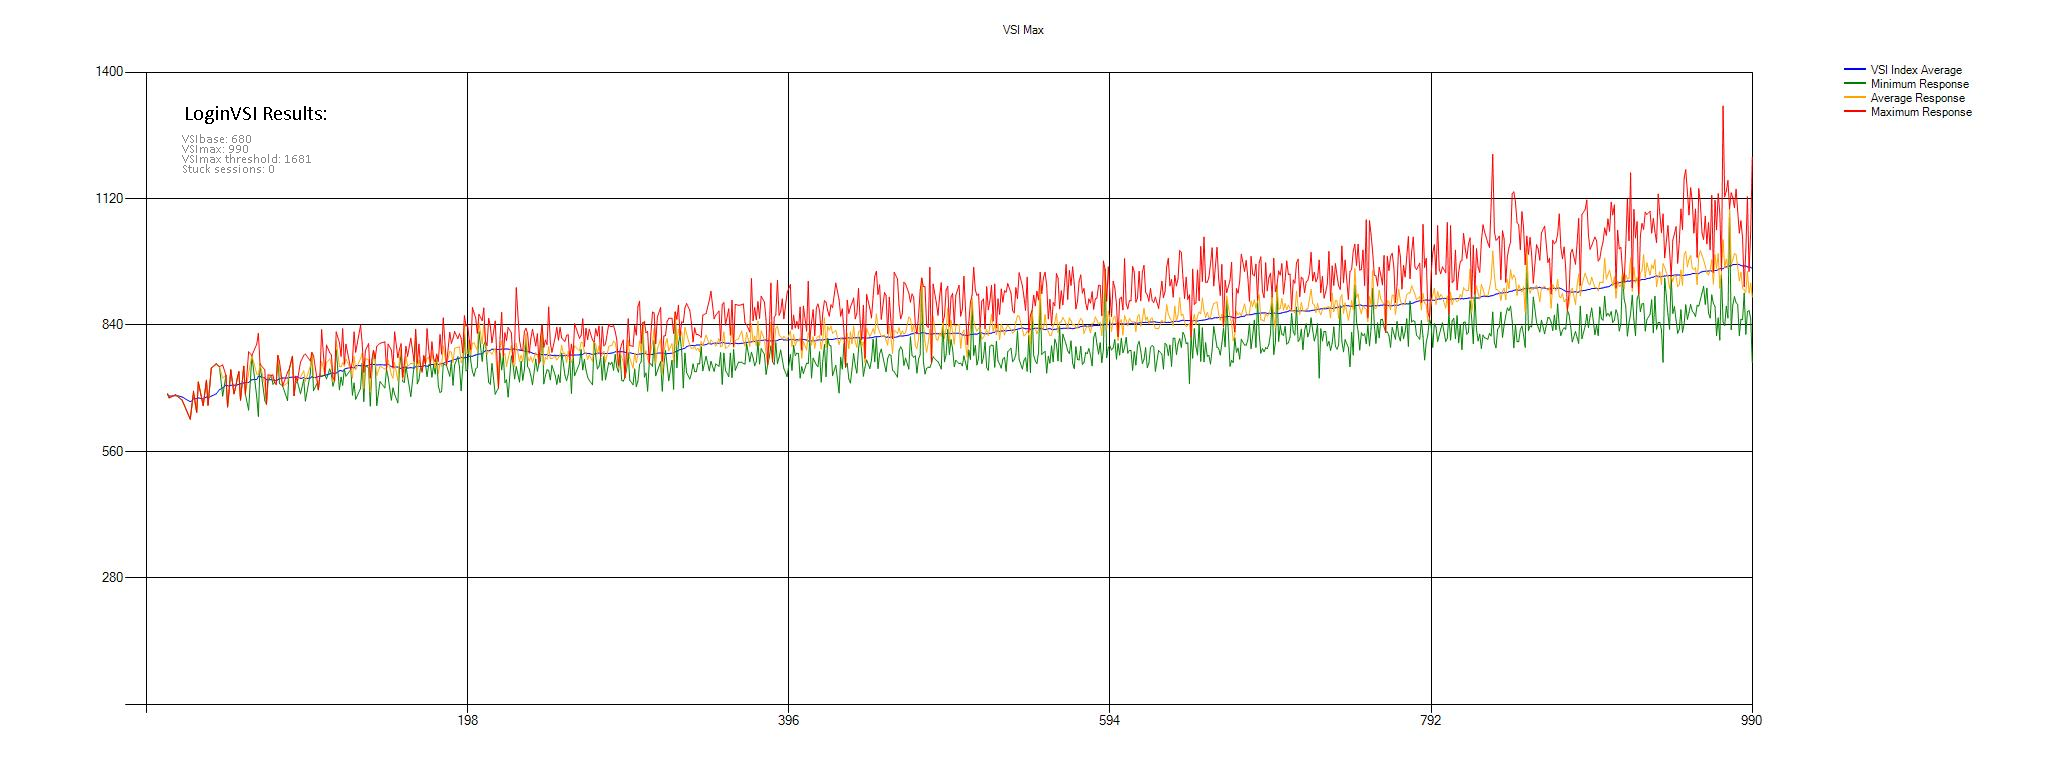 VSI Max
1400
1120
840
560
280
LoginVSI Results:
VSIbase: 680
VSImax: 990
VSImax threshold: 1681
Stuck sessions: 0
VSI Index Average
Minimum Response
Average Response
Maximum Response
198
396
594
792
990